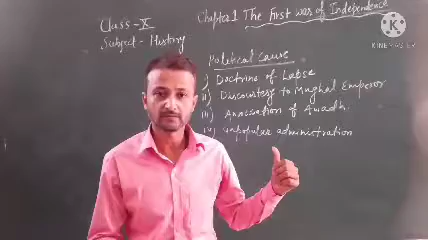 Class-X
Subject - History
Chapter 1 The First war of Independence
Political cause
i) Doctrine of Lapse
ii) Discourtesy to Mughal Emperor
iii) Annexation of Awadh.
iv) Unpopular administration
KINEMASTER